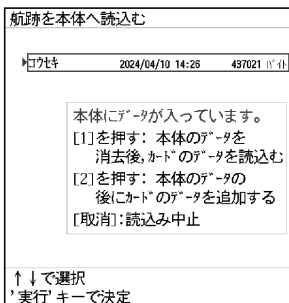 航跡を本体へ読込む
▶コウセキ 2024/04/10 14:26 437021 バイト
本体にデータが入っています。
[1]を押す: 本体のデータを
消去後,カードのデータを読込む
[2]を押す: 本体のデータの
後にカードのデータを追加する
[取消]:読込み中止
↑↓で選択
'実行'キーで決定